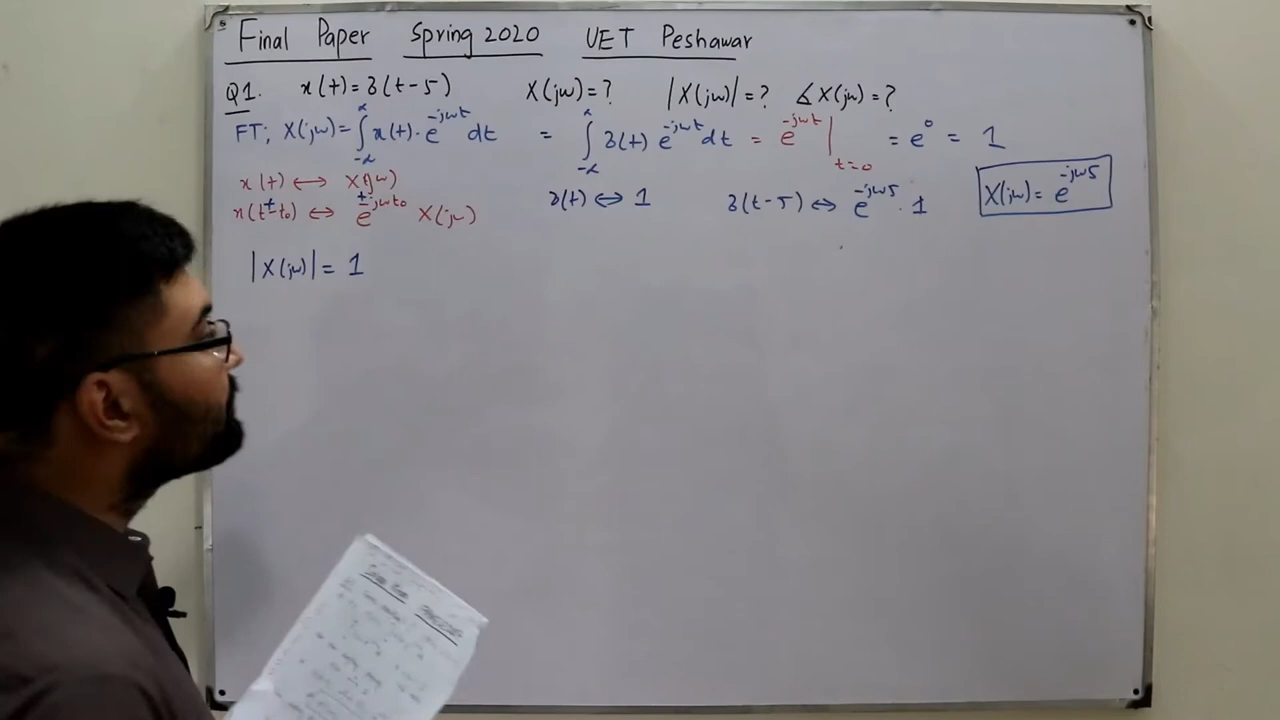 Final Paper Spring 2020 UET Peshawar
Q1. x(t)=δ(t-5) X(jω)=? |X(jω)|=? ∡X(jω)=?
FT; X(jω)=∫_{-∞}^{∞} x(t)·e^{-jωt} dt = ∫_{-∞}^{∞} δ(t) e^{-jωt} dt = e^{-jωt}|_{t=0} = e^0 = 1
x(t) ↔ X(jω)
x(t±t₀) ↔ e^{±jωt₀} X(jω) δ(t) ⇔ 1 δ(t-5) ⇔ e^{-jω5} · 1 X(jω) = e^{-jω5}
|X(jω)| = 1